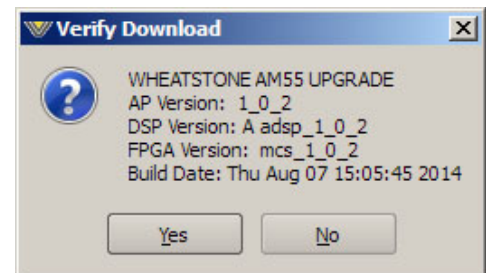 Verify Download
WHEATSTONE AM55 UPGRADE
AP Version: 1_0_2
DSP Version: A adsp_1_0_2
FPGA Version: mcs_1_0_2
Build Date: Thu Aug 07 15:05:45 2014
Yes
No